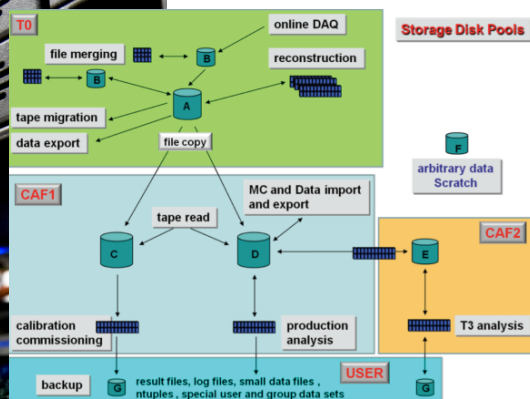 T0
online DAQ
Storage Disk Pools
file merging
B
reconstruction
B
A
tape migration
data export
file copy
F
arbitrary data
Scratch
CAF1
MC and Data import
and export
tape read
CAF2
C
D
E
calibration
commissioning
production
analysis
T3 analysis
USER
backup
G
result files, log files, small data files ,
ntuples , special user and group data sets
G